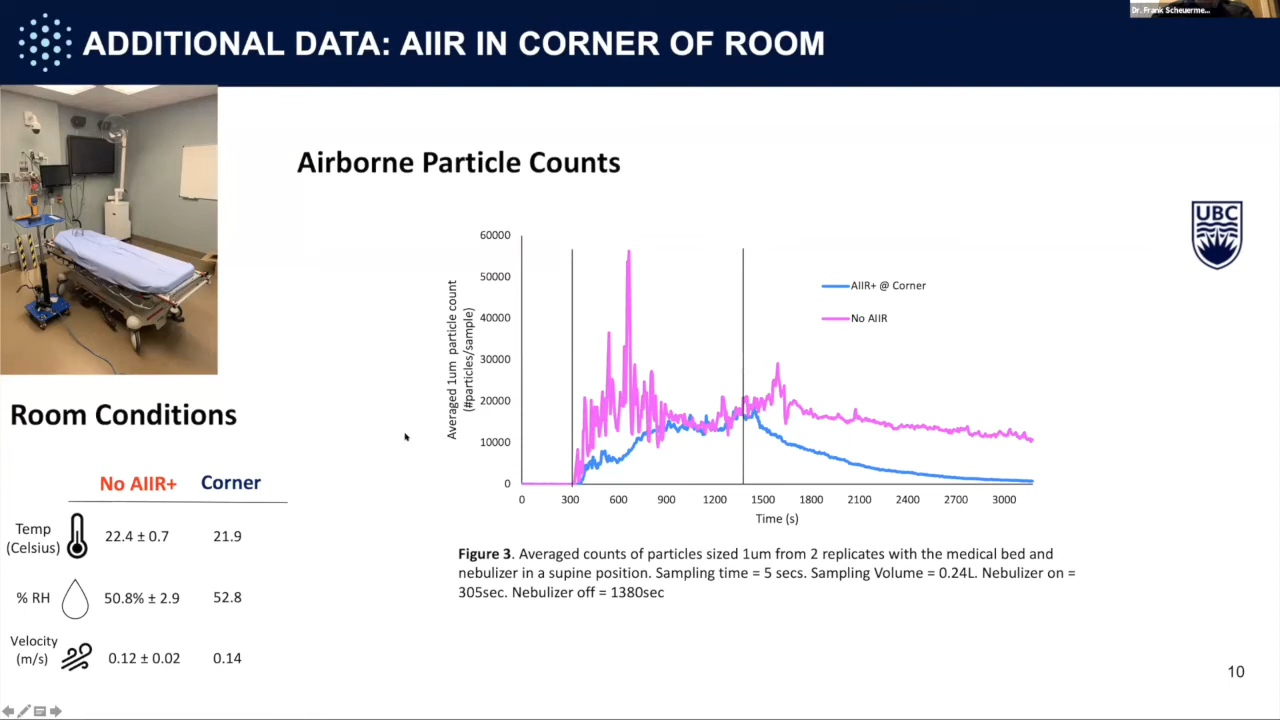 Dr. Frank Scheuerme...
ADDITIONAL DATA: AIIR IN CORNER OF ROOM
Airborne Particle Counts
UBC
Averaged 1um particle count
(#particles/sample)
60000
50000
40000
30000
20000
10000
0
AIIR+ @ Corner
No AIIR
0 300 600 900 1200 1500 1800 2100 2400 2700 3000
Time (s)
Figure 3. Averaged counts of particles sized 1um from 2 replicates with the medical bed and
nebulizer in a supine position. Sampling time = 5 secs. Sampling Volume = 0.24L. Nebulizer on =
305sec. Nebulizer off = 1380sec
Room Conditions
No AIIR+ Corner
Temp
(Celsius) 22.4 ± 0.7 21.9
% RH 50.8% ± 2.9 52.8
Velocity
(m/s) 0.12 ± 0.02 0.14
10